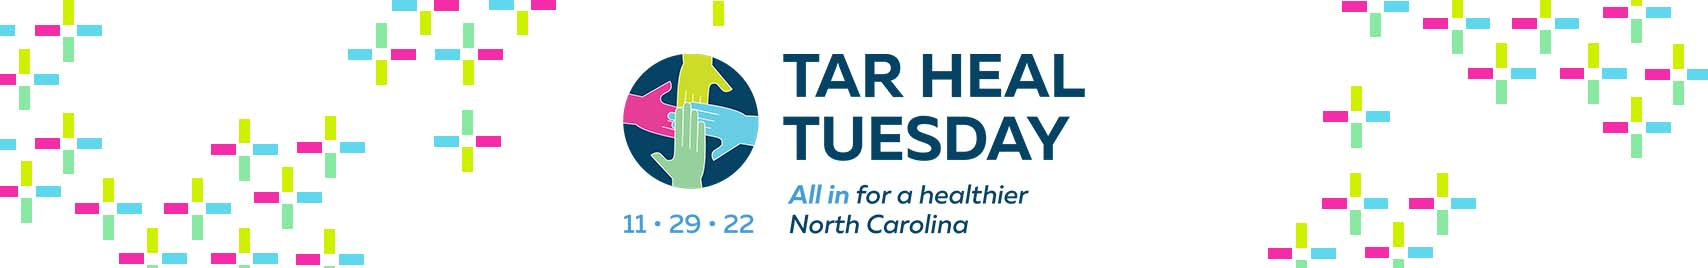 TAR HEAL
TUESDAY
All in for a healthier
North Carolina
11 • 29 • 22